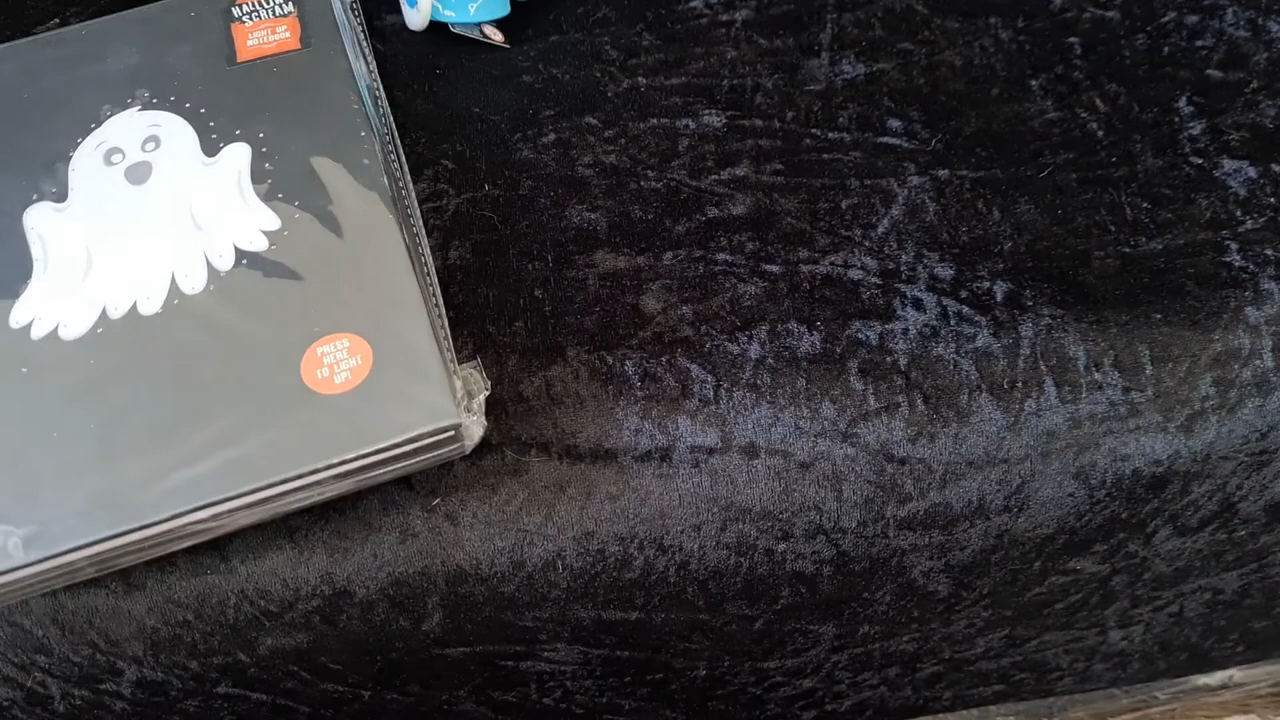 SCREAM
LIGHT UP
NOTEBOOK
PRESS
HERE
TO LIGHT
UP!